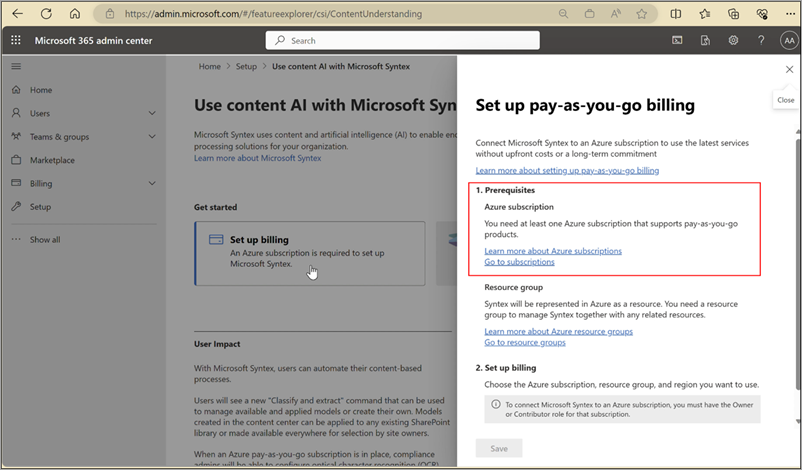 https://admin.microsoft.com/#/featureexplorer/csi/ContentUnderstanding
Microsoft 365 admin center
Search
AA
Home
Users
Teams & groups
Marketplace
Billing
Setup
Show all
Home > Setup > Use content AI with Microsoft Syntex
Use content AI with Microsoft Syn
Microsoft Syntex uses content and artificial intelligence (AI) to enable
processing solutions for your organization.
Learn more about Microsoft Syntex
Get started
Set up billing
An Azure subscription is required to set up
Microsoft Syntex.
User Impact
With Microsoft Syntex, users can automate their content-based
processes.
Users will see a new "Classify and extract" command that can be used
to manage available and applied models or create their own. Models
created in the content center can be applied to any existing SharePoint
library or made available everywhere for selection by site owners.
When an Azure pay-as-you-go subscription is in place, compliance
admins will be able to configure optical character recognition (OCR)
Close
Set up pay-as-you-go billing
Connect Microsoft Syntex to an Azure subscription to use the latest services
without upfront costs or a long-term commitment
Learn more about setting up pay-as-you-go billing
1. Prerequisites
Azure subscription
You need at least one Azure subscription that supports pay-as-you-go
products.
Learn more about Azure subscriptions
Go to subscriptions
Resource group
Syntex will be represented in Azure as a resource. You need a resource
group to manage Syntex together with any related resources.
Learn more about Azure resource groups
Go to resource groups
2. Set up billing
Choose the Azure subscription, resource group, and region you want to use.
To connect Microsoft Syntex to an Azure subscription, you must have the Owner
or Contributor role for that subscription.
Save